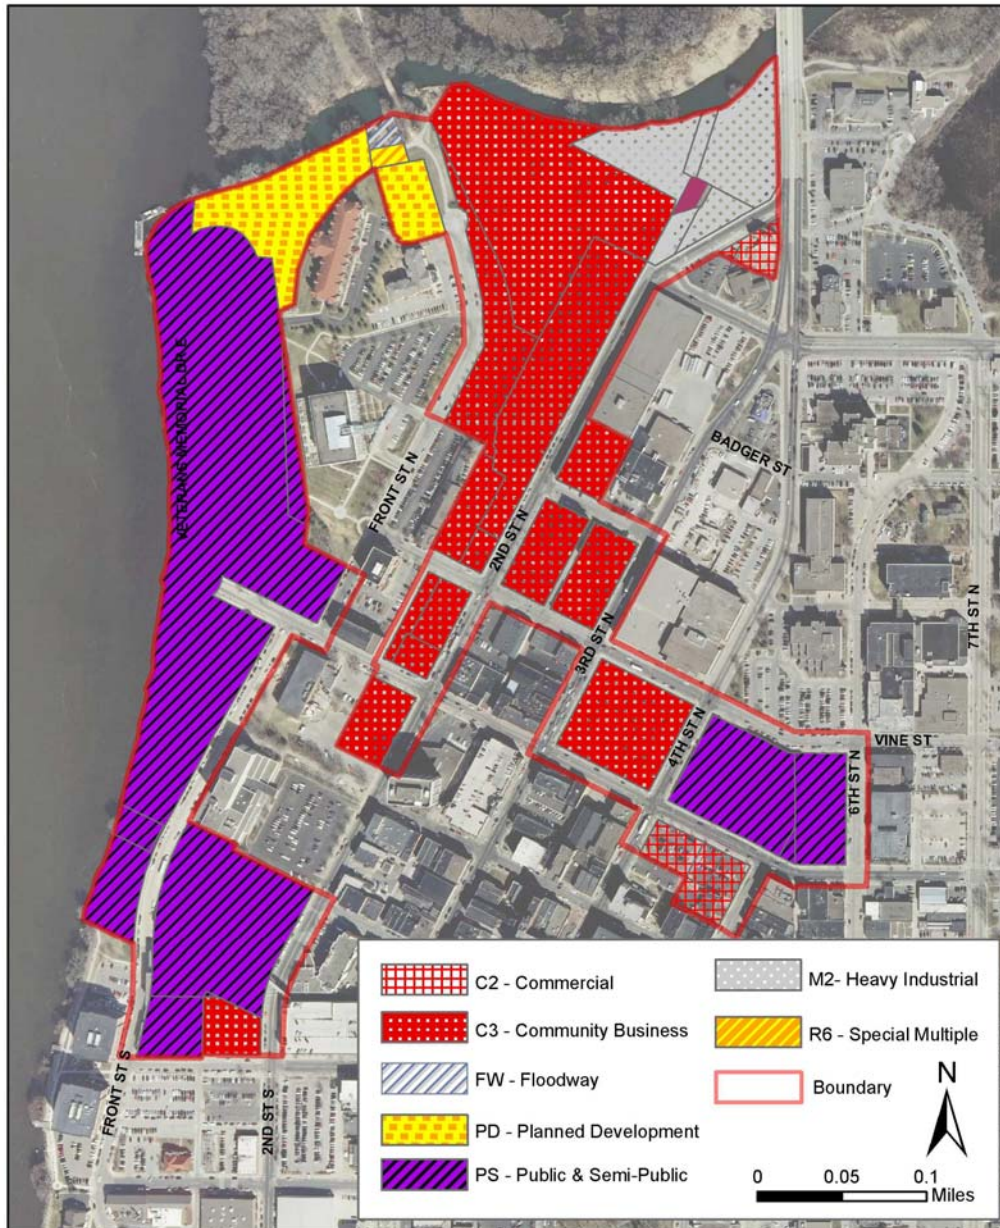 VETERANS MEMORIAL DR E
FRONT ST N
BADGER ST
2ND ST N
3RD ST N
7TH ST N
4TH ST N
VINE ST
6TH ST N
FRONT ST S
2ND ST S
C2 - Commercial
C3 - Community Business
FW - Floodway
PD - Planned Development
PS - Public & Semi-Public
M2- Heavy Industrial
R6 - Special Multiple
Boundary
N
0 0.05 0.1
Miles